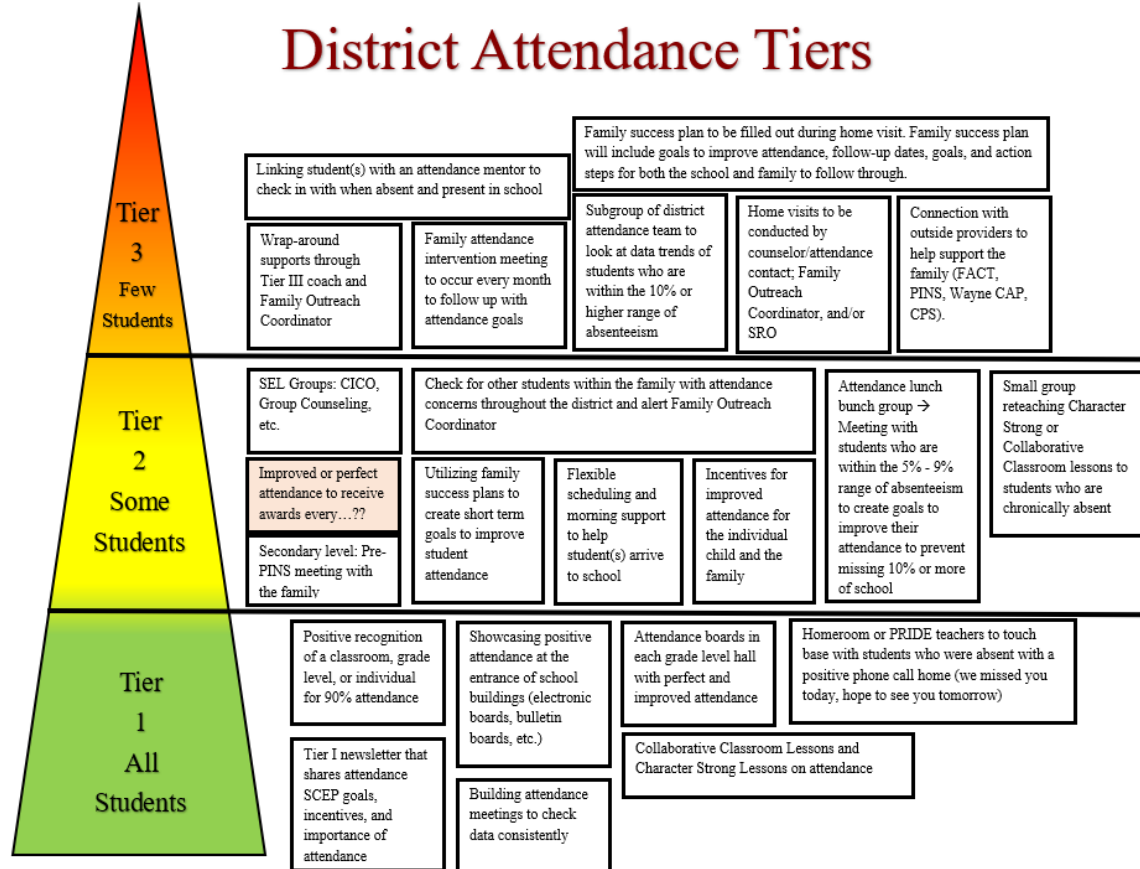 District Attendance Tiers
Tier
3
Few
Students
Linking student(s) with an attendance mentor to
check in with when absent and present in school
Family success plan to be filled out during home visit. Family success plan
will include goals to improve attendance, follow-up dates, goals, and action
steps for both the school and family to follow through.
Wrap-around
supports through
Tier III coach and
Family Outreach
Coordinator
Family attendance
intervention meeting
to occur every month
to follow up with
attendance goals
Subgroup of district
attendance team to
look at data trends of
students who are
within the 10% or
higher range of
absenteeism
Home visits to be
conducted by
counselor/attendance
contact; Family
Outreach
Coordinator, and/or
SRO
Connection with
outside providers to
help support the
family (FACT,
PINS, Wayne CAP,
CPS).
Tier
2
Some
Students
SEL Groups: CICO,
Group Counseling,
etc.
Check for other students within the family with attendance
concerns throughout the district and alert Family Outreach
Coordinator
Attendance lunch
bunch group →
Meeting with
students who are
within the 5% - 9%
range of absenteeism
to create goals to
improve their
attendance to prevent
missing 10% or more
of school
Small group
reteaching Character
Strong or
Collaborative
Classroom lessons to
students who are
chronically absent
Improved or perfect
attendance to receive
awards every…??
Utilizing family
success plans to
create short term
goals to improve
student
attendance
Flexible
scheduling and
morning support
to help
student(s) arrive
to school
Incentives for
improved
attendance for
the individual
child and the
family
Secondary level: Pre-
PINS meeting with
the family
Tier
1
All
Students
Positive recognition
of a classroom, grade
level, or individual
for 90% attendance
Showcasing positive
attendance at the
entrance of school
buildings (electronic
boards, bulletin
boards, etc.)
Attendance boards in
each grade level hall
with perfect and
improved attendance
Homeroom or PRIDE teachers to touch
base with students who were absent with a
positive phone call home (we missed you
today, hope to see you tomorrow)
Tier I newsletter that
shares attendance
SCEP goals,
incentives, and
importance of
attendance
Building attendance
meetings to check
data consistently
Collaborative Classroom Lessons and
Character Strong Lessons on attendance